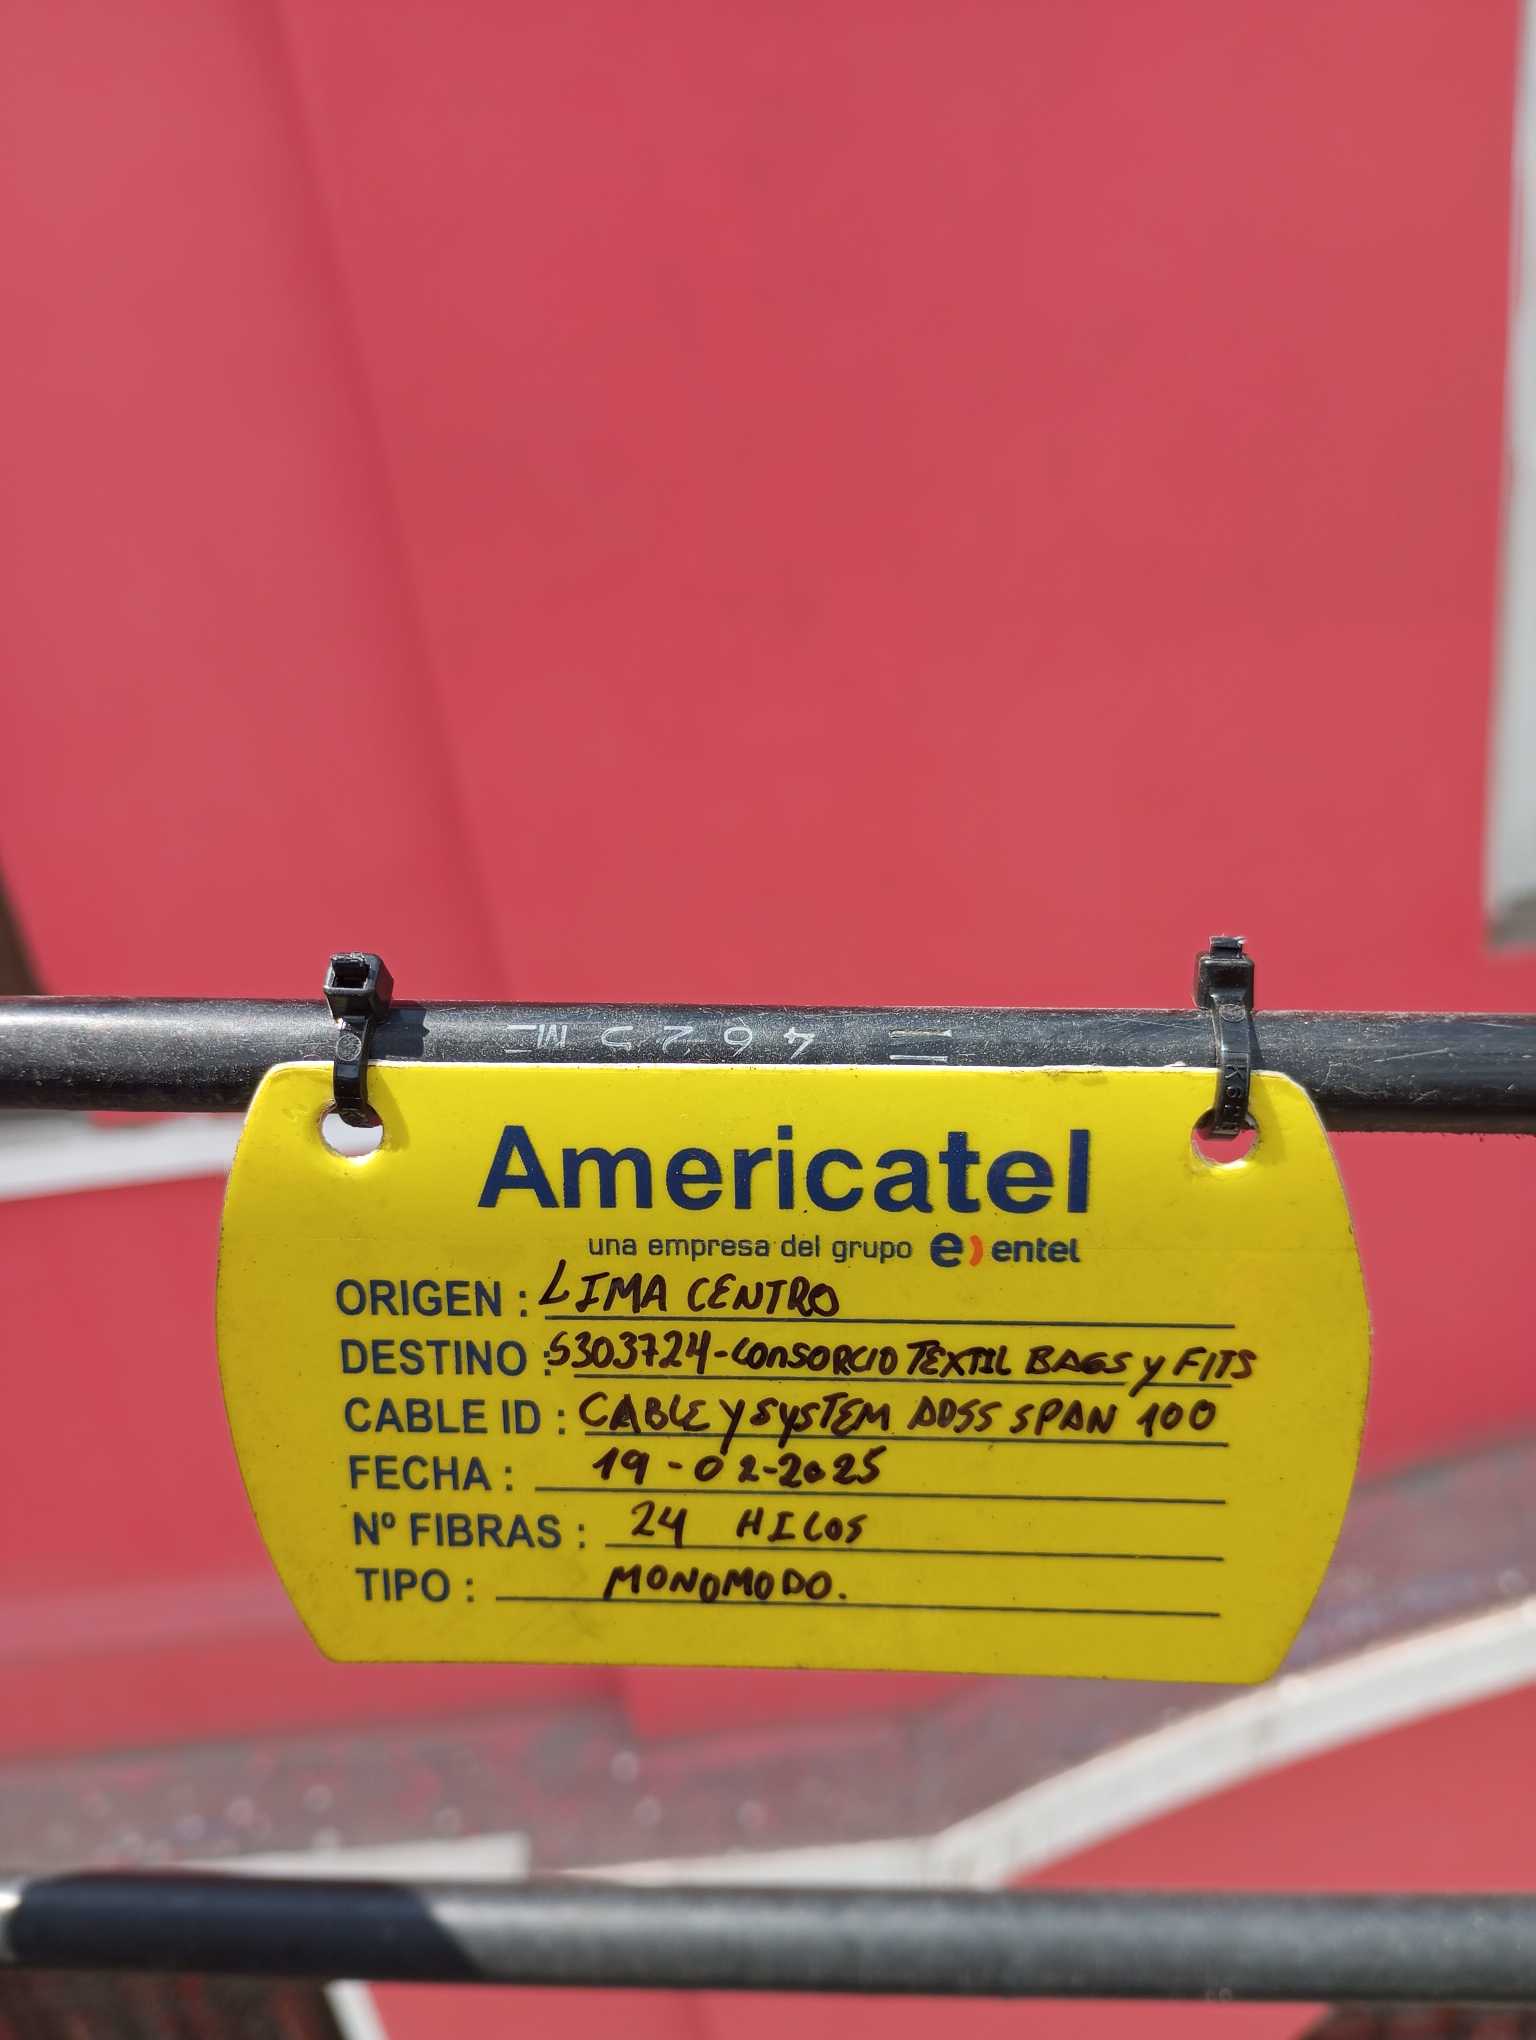 Americatel
una empresa del grupo e) entel
ORIGEN : LIMA CENTRO
DESTINO : S303724-CONSORCIO TEXTIL BAGS Y FITS
CABLE ID : CABLE Y SYSTEM ADSS SPAN 100
FECHA : 19-02-2025
Nº FIBRAS : 24 HILOS
TIPO : MONOMODO.